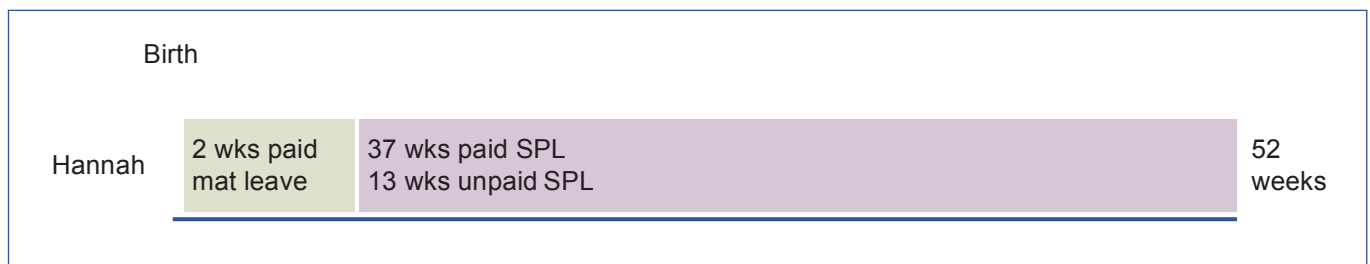 Birth
Hannah
2 wks paid
mat leave
37 wks paid SPL
13 wks unpaid SPL
52
weeks